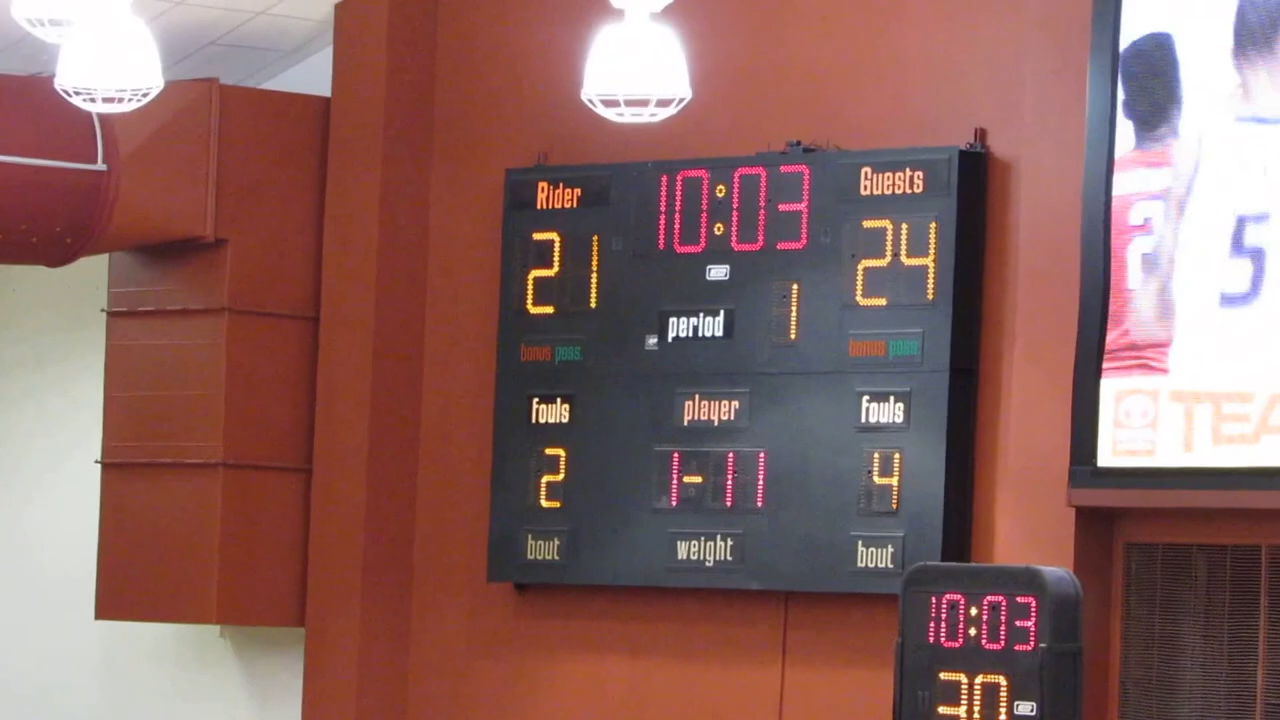 Rider 10:03 Guests
21 24
period 1
bonus poss. bonus poss.
fouls player fouls
2 1-11 4
bout weight bout
10:03
30
2
5
TEA